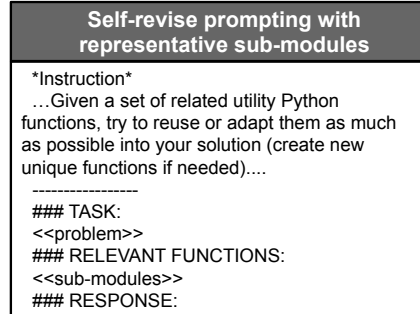 Self-revise prompting with
representative sub-modules
*Instruction*
…Given a set of related utility Python
functions, try to reuse or adapt them as much
as possible into your solution (create new
unique functions if needed)....
-----------------
### TASK:
<<problem>>
### RELEVANT FUNCTIONS:
<<sub-modules>>
### RESPONSE: